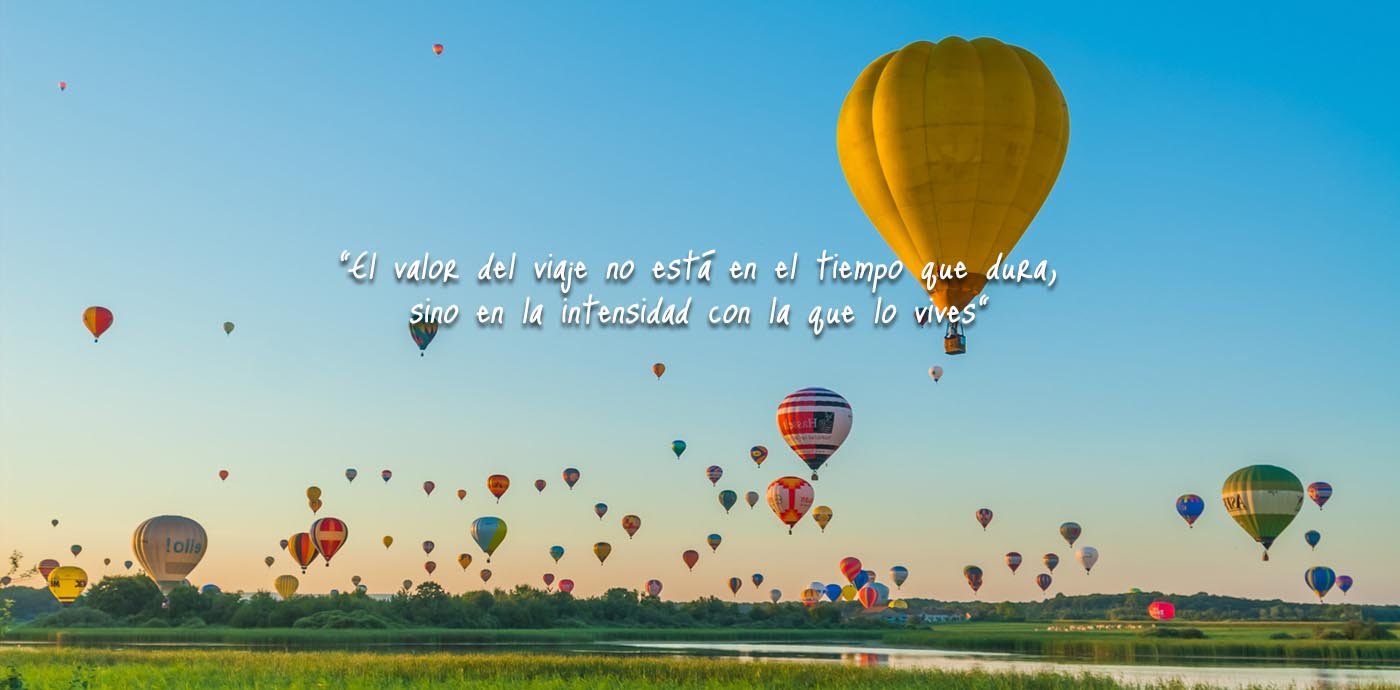 "El valor del viaje no está en el tiempo que dura,
sino en la intensidad con la que lo vives"